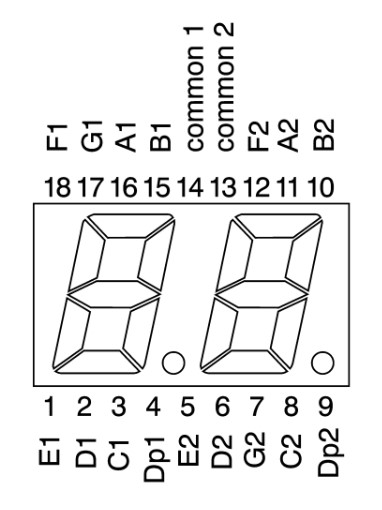 F1 G1 A1 B1 common 1 common 2 F2 A2 B2
18 17 16 15 14 13 12 11 10
1 2 3 4 5 6 7 8 9
E1 D1 C1 Dp1 E2 D2 G2 C2 Dp2